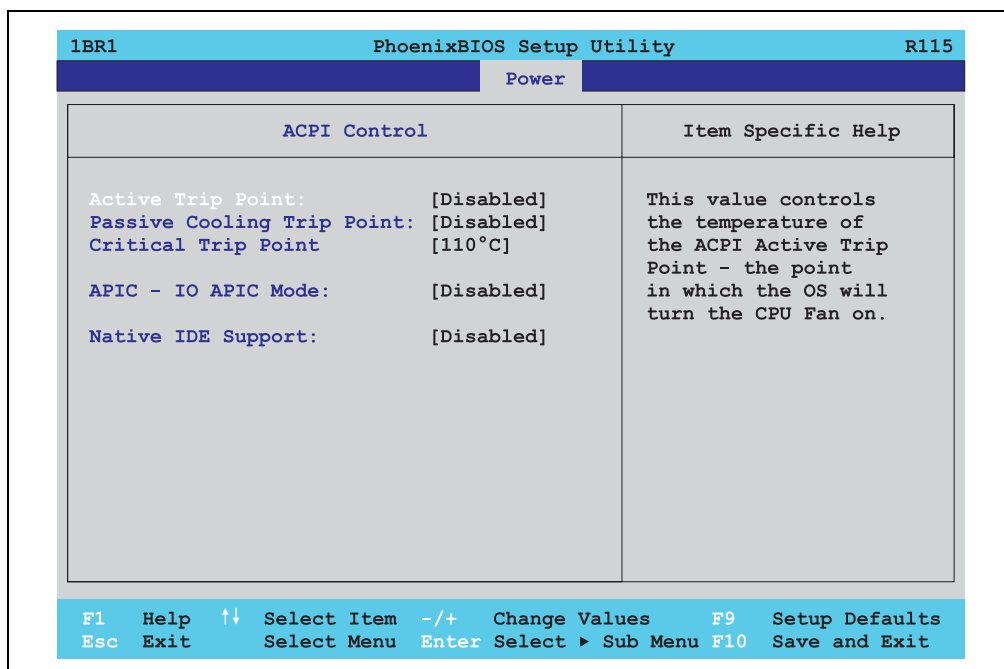 1BR1 PhoenixBIOS Setup Utility R115
Power
ACPI Control
Active Trip Point: [Disabled]
Passive Cooling Trip Point: [Disabled]
Critical Trip Point [110°C]
APIC - IO APIC Mode: [Disabled]
Native IDE Support: [Disabled]
Item Specific Help
This value controls
the temperature of
the ACPI Active Trip
Point - the point
in which the OS will
turn the CPU Fan on.
F1 Help ↑↓ Select Item -/+ Change Values F9 Setup Defaults
Esc Exit Select Menu Enter Select ▶ Sub Menu F10 Save and Exit